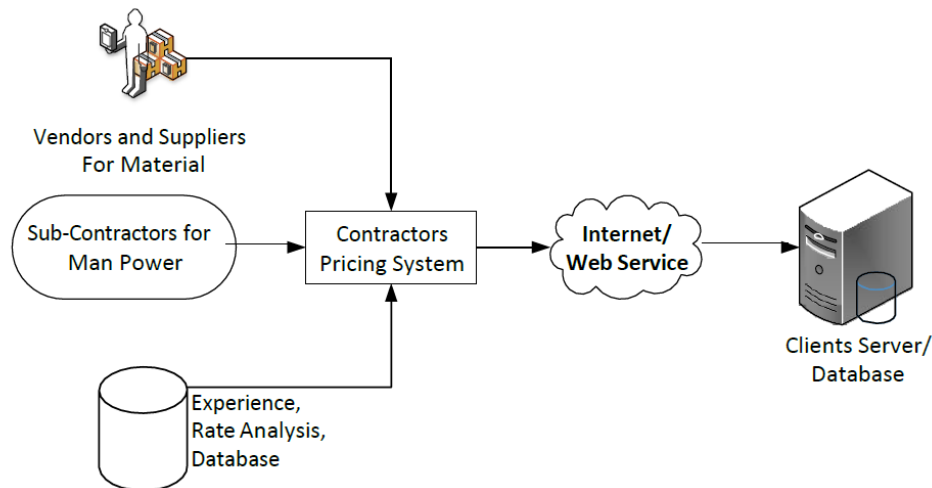 Vendors and Suppliers
For Material
Sub-Contractors for
Man Power
Contractors
Pricing System
Internet/
Web Service
Clients Server/
Database
Experience,
Rate Analysis,
Database